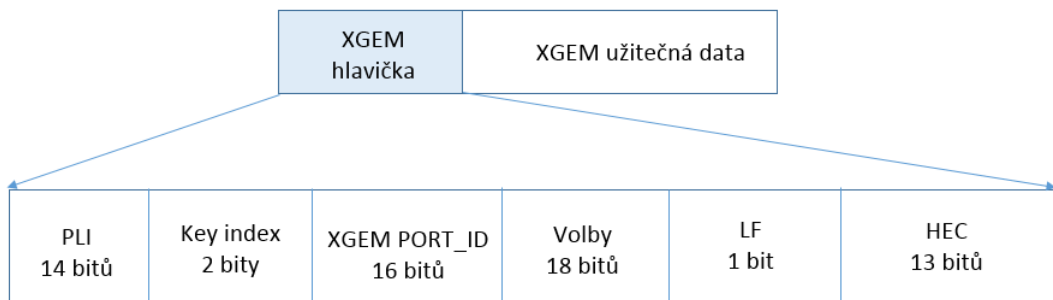 XGEM
hlavička
XGEM užitečná data
PLI
14 bitů
Key index
2 bity
XGEM PORT_ID
16 bitů
Volby
18 bitů
LF
1 bit
HEC
13 bitů